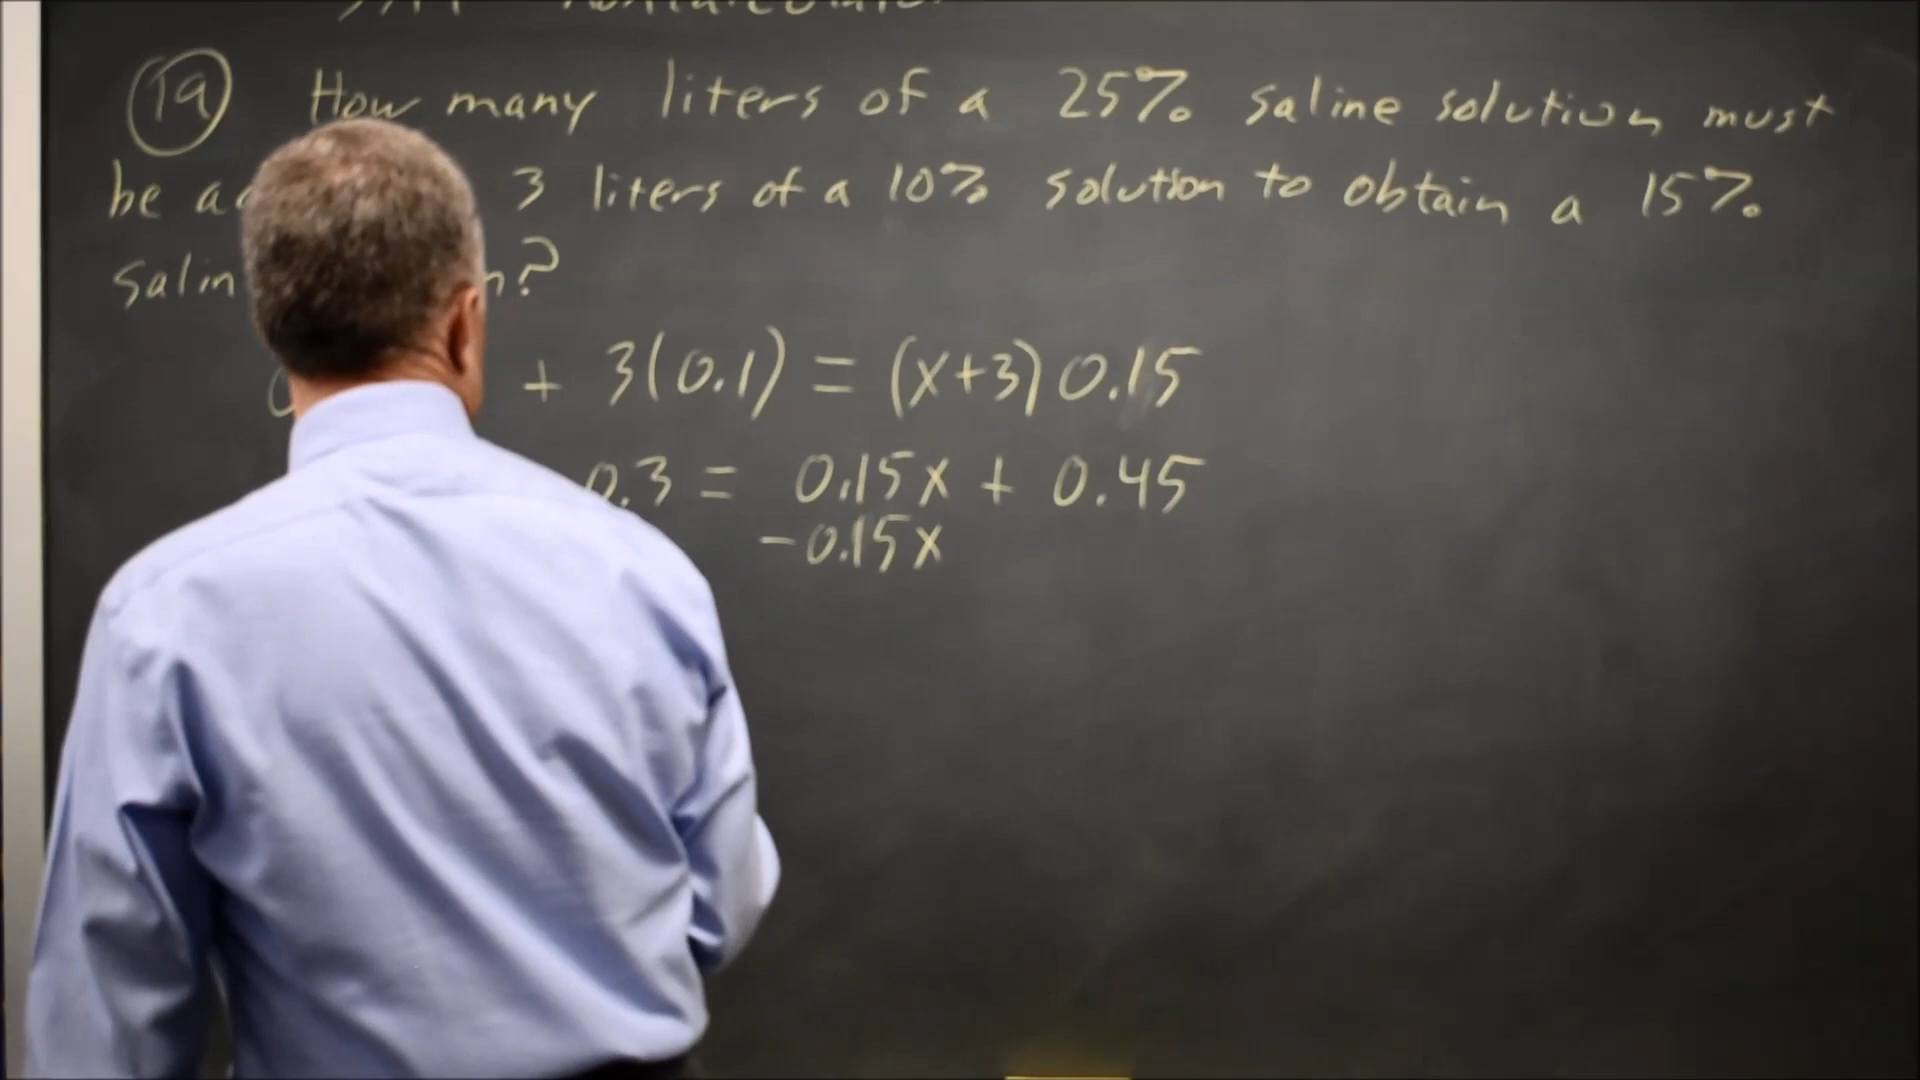 19 How many liters of a 25% saline solution must
be 3 liters of a 10% solution to obtain a 15%
?
+ 3(0.1) = (x+3) 0.15
0.3 = 0.15x + 0.45
-0.15x